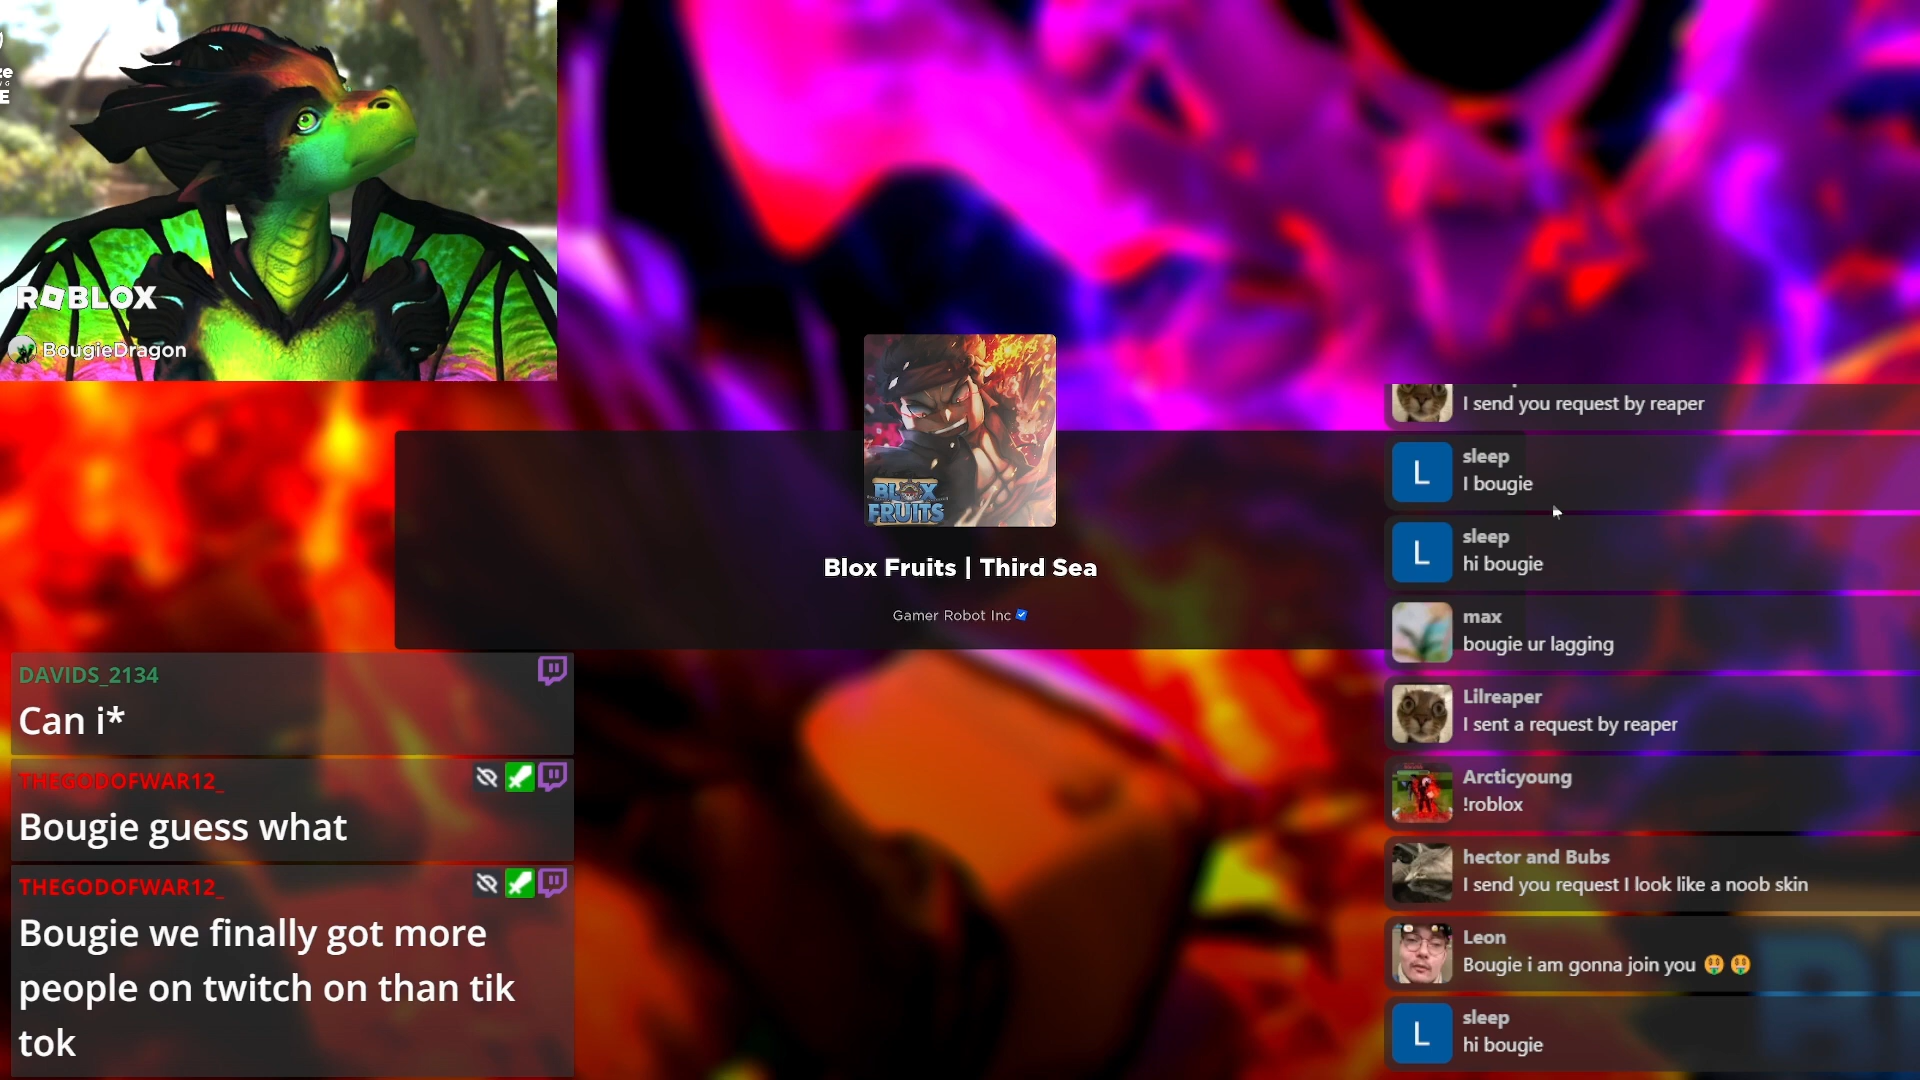 ze
E
ROBLOX
BougieDragon
BLOX
FRUITS
Blox Fruits | Third Sea
Gamer Robot Inc
DAVIDS_2134
Can i*
THEGODOFWAR12_
Bougie guess what
THEGODOFWAR12_
Bougie we finally got more
people on twitch on than tik
tok
I send you request by reaper
L
sleep
I bougie
L
sleep
hi bougie
max
bougie ur lagging
Lilreaper
I sent a request by reaper
Arcticyoung
!roblox
hector and Bubs
I send you request I look like a noob skin
Leon
Bougie i am gonna join you 🤑 🤑
L
sleep
hi bougie